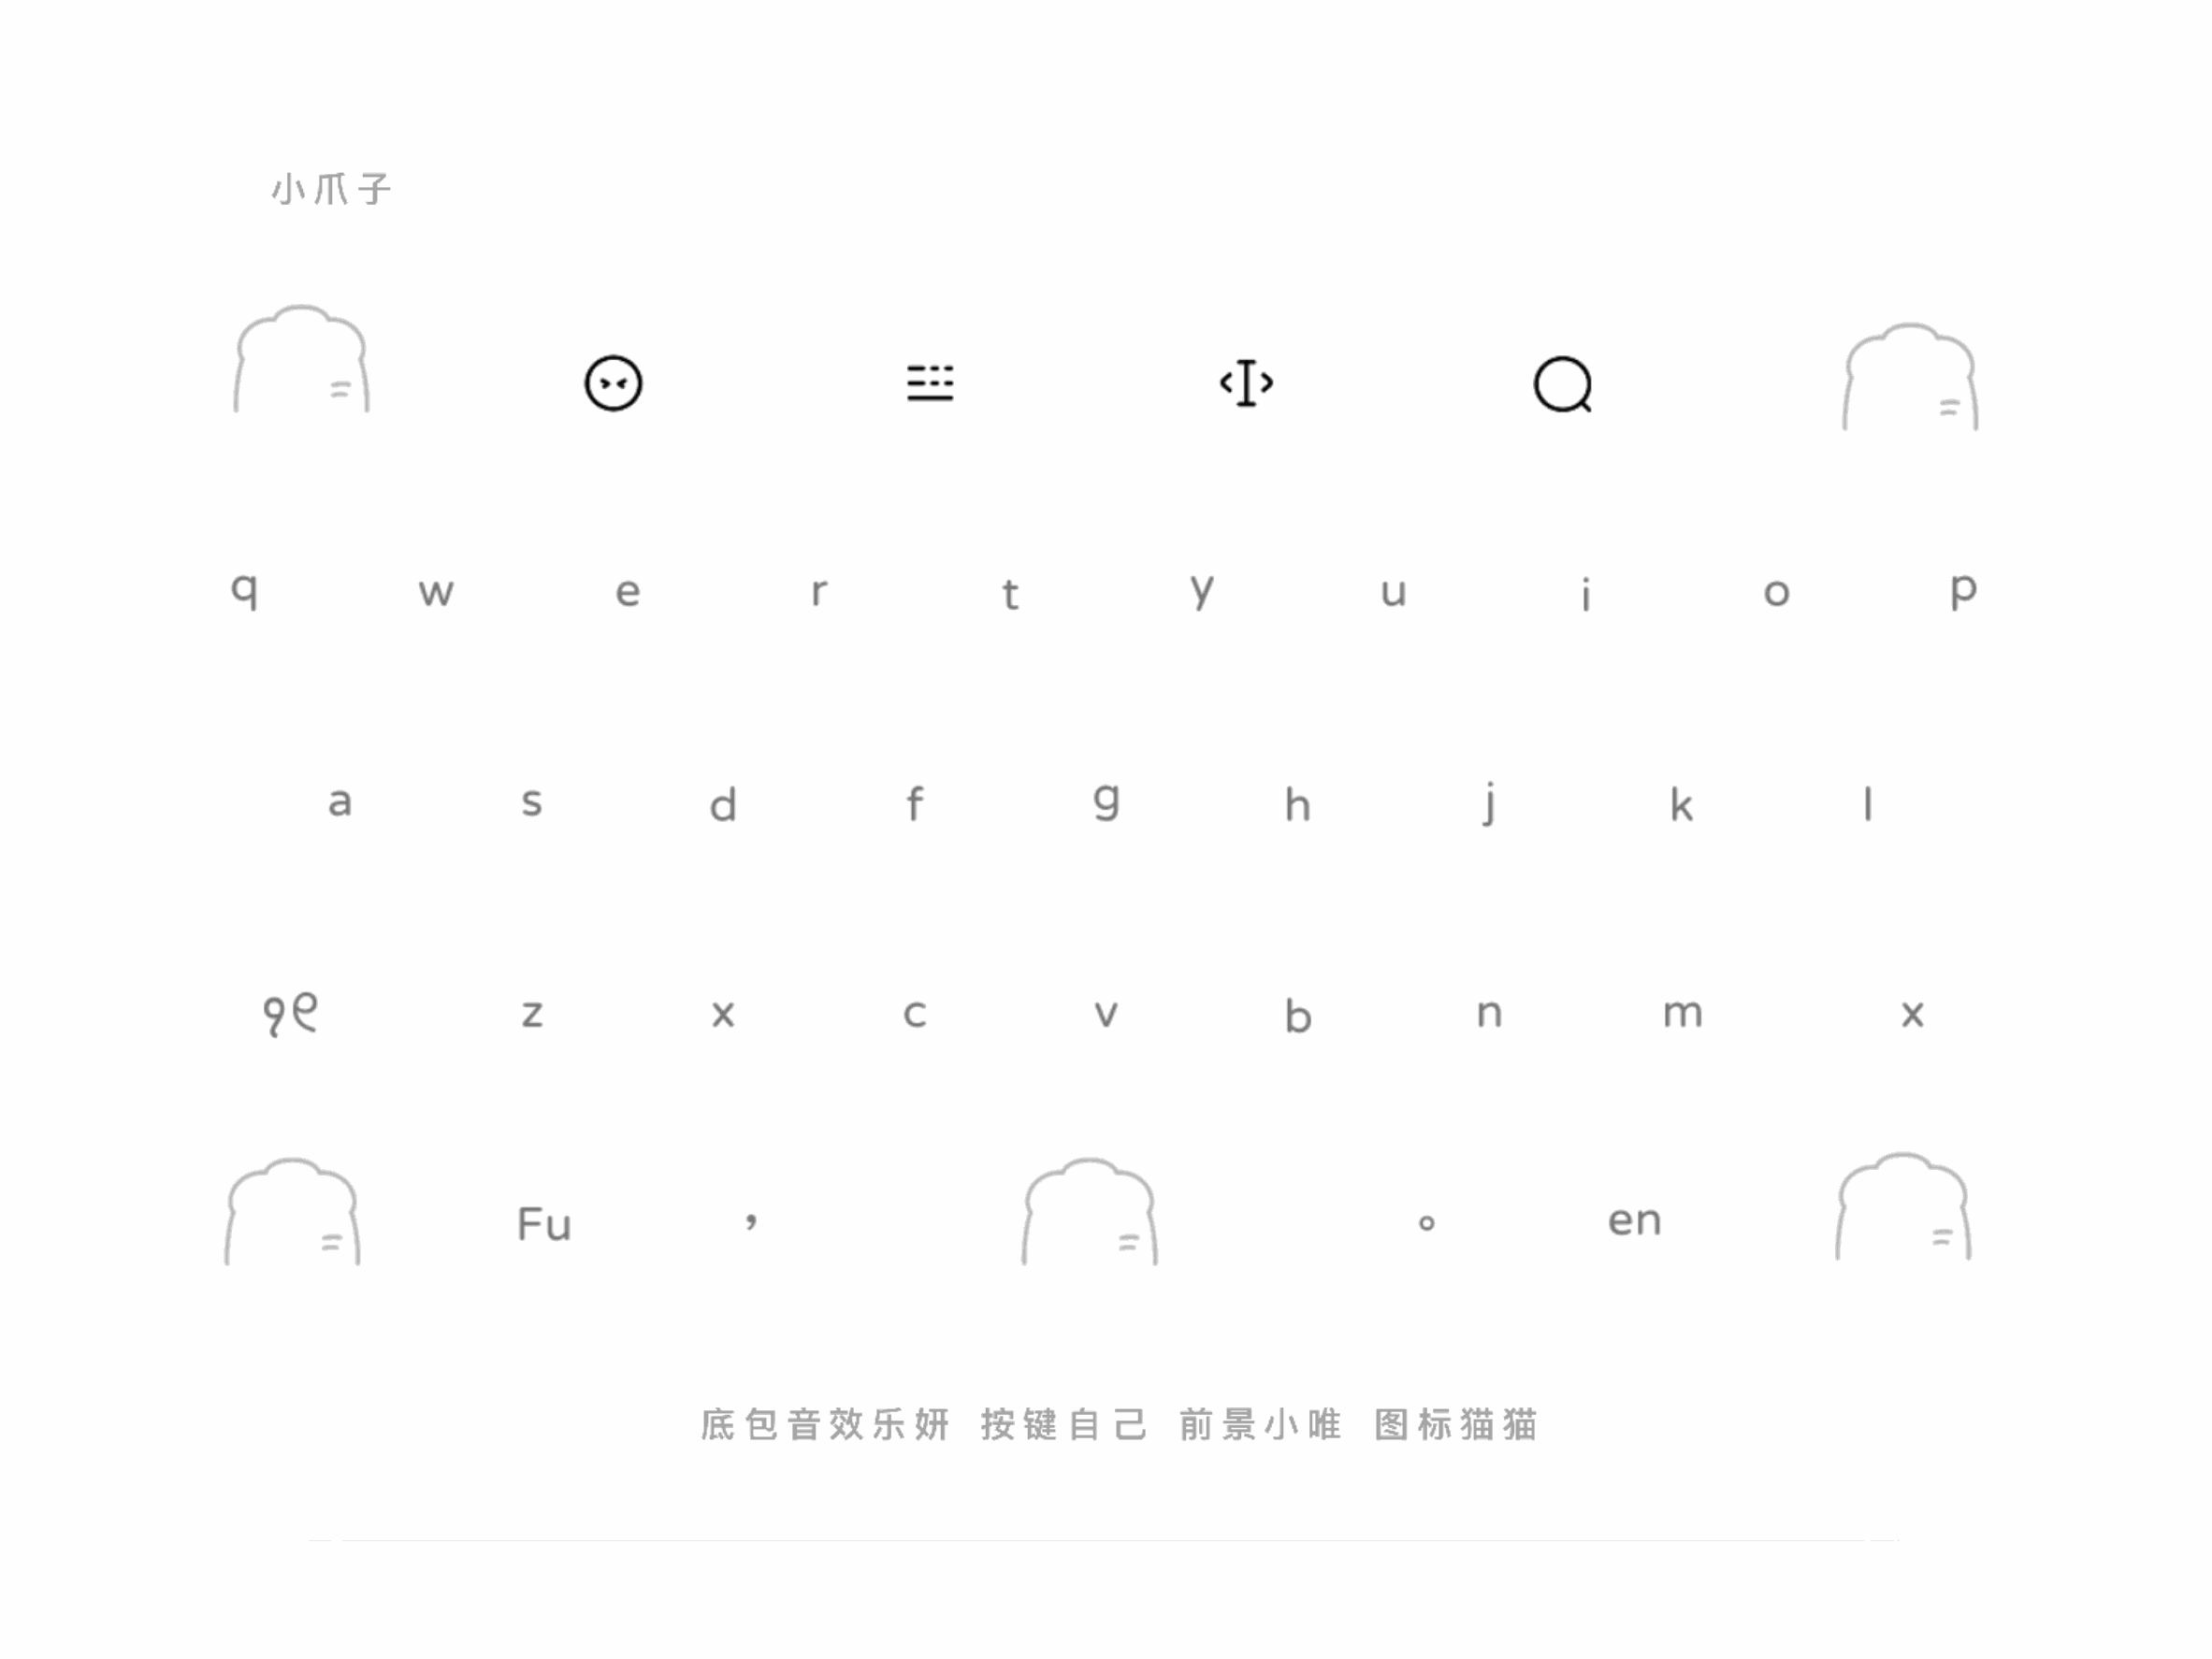 小爪子
q w e r t y u i o p
a s d f g h j k l
୨୧ z x c v b n m x
Fu ， 。 en
底包音效乐妍 按键自己 前景小唯 图标猫猫